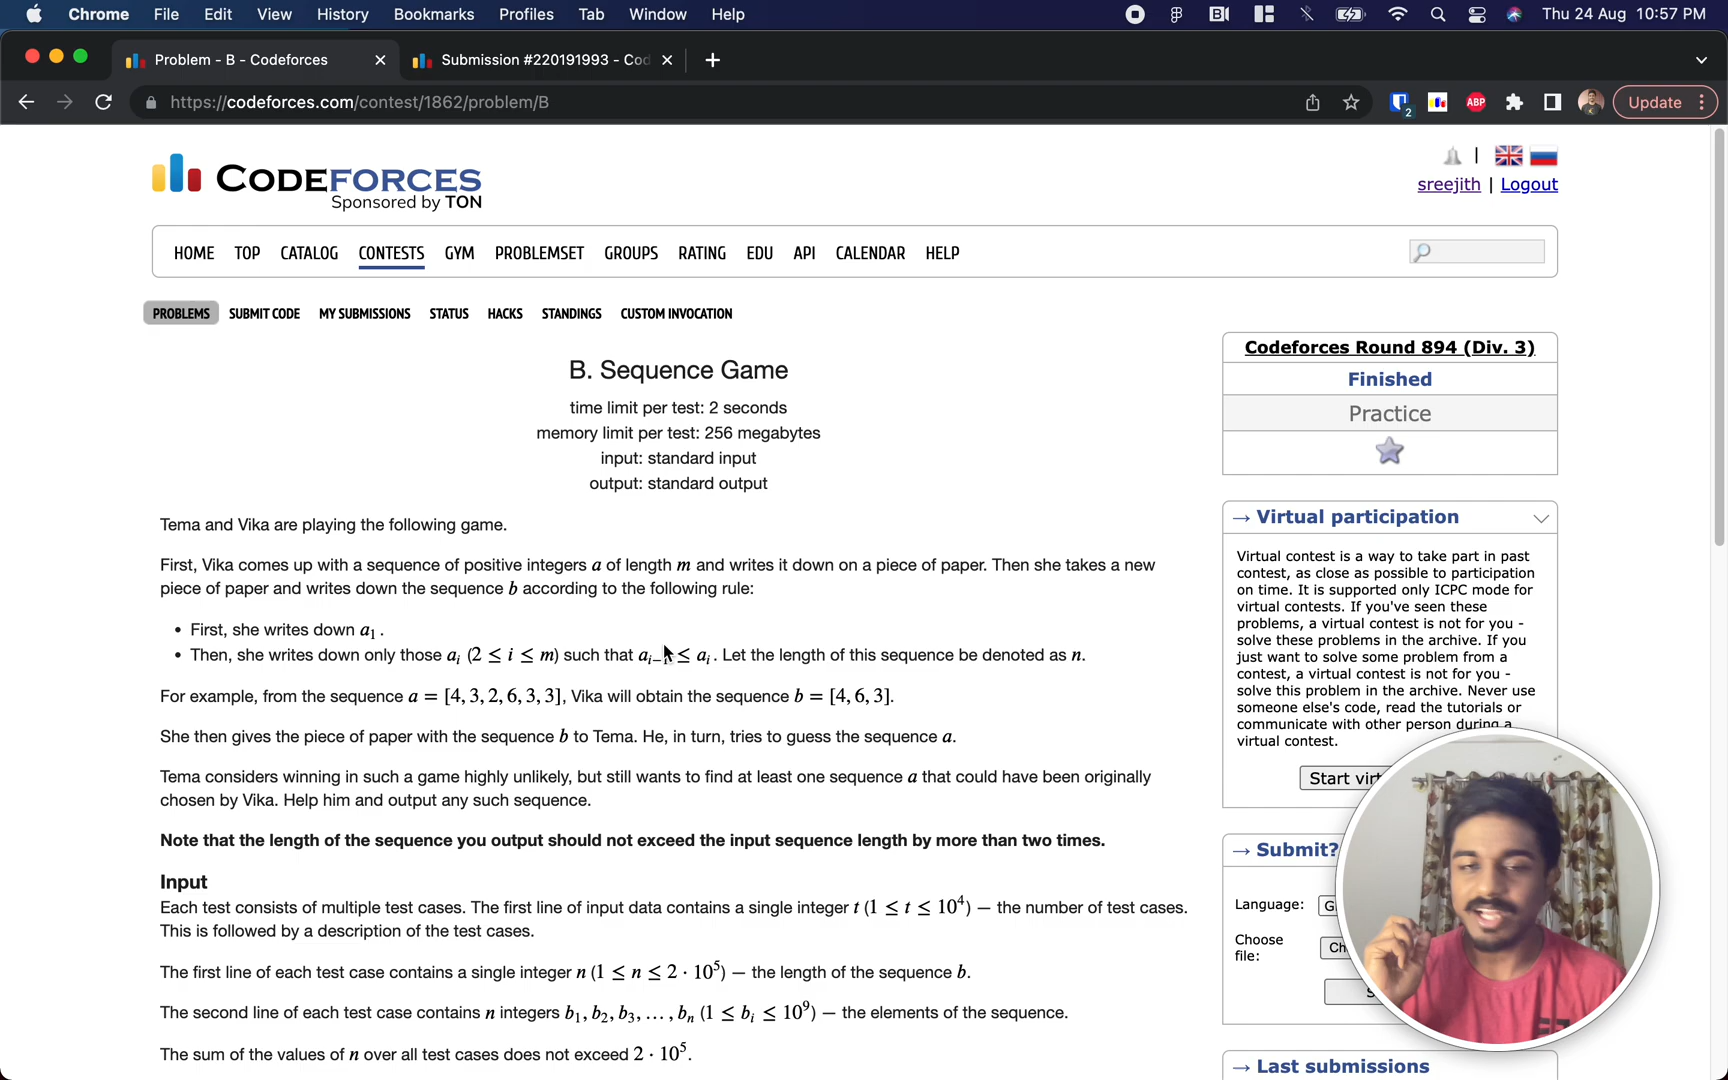 Chrome File Edit View History Bookmarks Profiles Tab Window Help Thu 24 Aug 10:57 PM
Problem - B - Codeforces Submission #220191993 - Cod
https://codeforces.com/contest/1862/problem/B ABP 2 Update
CODEFORCES
Sponsored by TON
sreejith | Logout
HOME TOP CATALOG CONTESTS GYM PROBLEMSET GROUPS RATING EDU API CALENDAR HELP
PROBLEMS SUBMIT CODE MY SUBMISSIONS STATUS HACKS STANDINGS CUSTOM INVOCATION
B. Sequence Game
time limit per test: 2 seconds
memory limit per test: 256 megabytes
input: standard input
output: standard output
Tema and Vika are playing the following game.
First, Vika comes up with a sequence of positive integers a of length m and writes it down on a piece of paper. Then she takes a new
piece of paper and writes down the sequence b according to the following rule:
• First, she writes down a₁.
• Then, she writes down only those aᵢ (2 ≤ i ≤ m) such that aᵢ₋₁ ≤ aᵢ. Let the length of this sequence be denoted as n.
For example, from the sequence a = [4, 3, 2, 6, 3, 3], Vika will obtain the sequence b = [4, 6, 3].
She then gives the piece of paper with the sequence b to Tema. He, in turn, tries to guess the sequence a.
Tema considers winning in such a game highly unlikely, but still wants to find at least one sequence a that could have been originally
chosen by Vika. Help him and output any such sequence.
Note that the length of the sequence you output should not exceed the input sequence length by more than two times.
Input
Each test consists of multiple test cases. The first line of input data contains a single integer t (1 ≤ t ≤ 10⁴) — the number of test cases.
This is followed by a description of the test cases.
The first line of each test case contains a single integer n (1 ≤ n ≤ 2 · 10⁵) — the length of the sequence b.
The second line of each test case contains n integers b₁, b₂, b₃, …, bₙ (1 ≤ bᵢ ≤ 10⁹) — the elements of the sequence.
The sum of the values of n over all test cases does not exceed 2 · 10⁵.
Codeforces Round 894 (Div. 3)
Finished
Practice
→ Virtual participation
Virtual contest is a way to take part in past
contest, as close as possible to participation
on time. It is supported only ICPC mode for
virtual contests. If you've seen these
problems, a virtual contest is not for you -
solve these problems in the archive. If you
just want to solve some problem from a
contest, a virtual contest is not for you -
solve this problem in the archive. Never use
someone else's code, read the tutorials or
communicate with other person during a
virtual contest.
Start virt
→ Submit?
Language: G
Choose
file: Ch
S
→ Last submissions